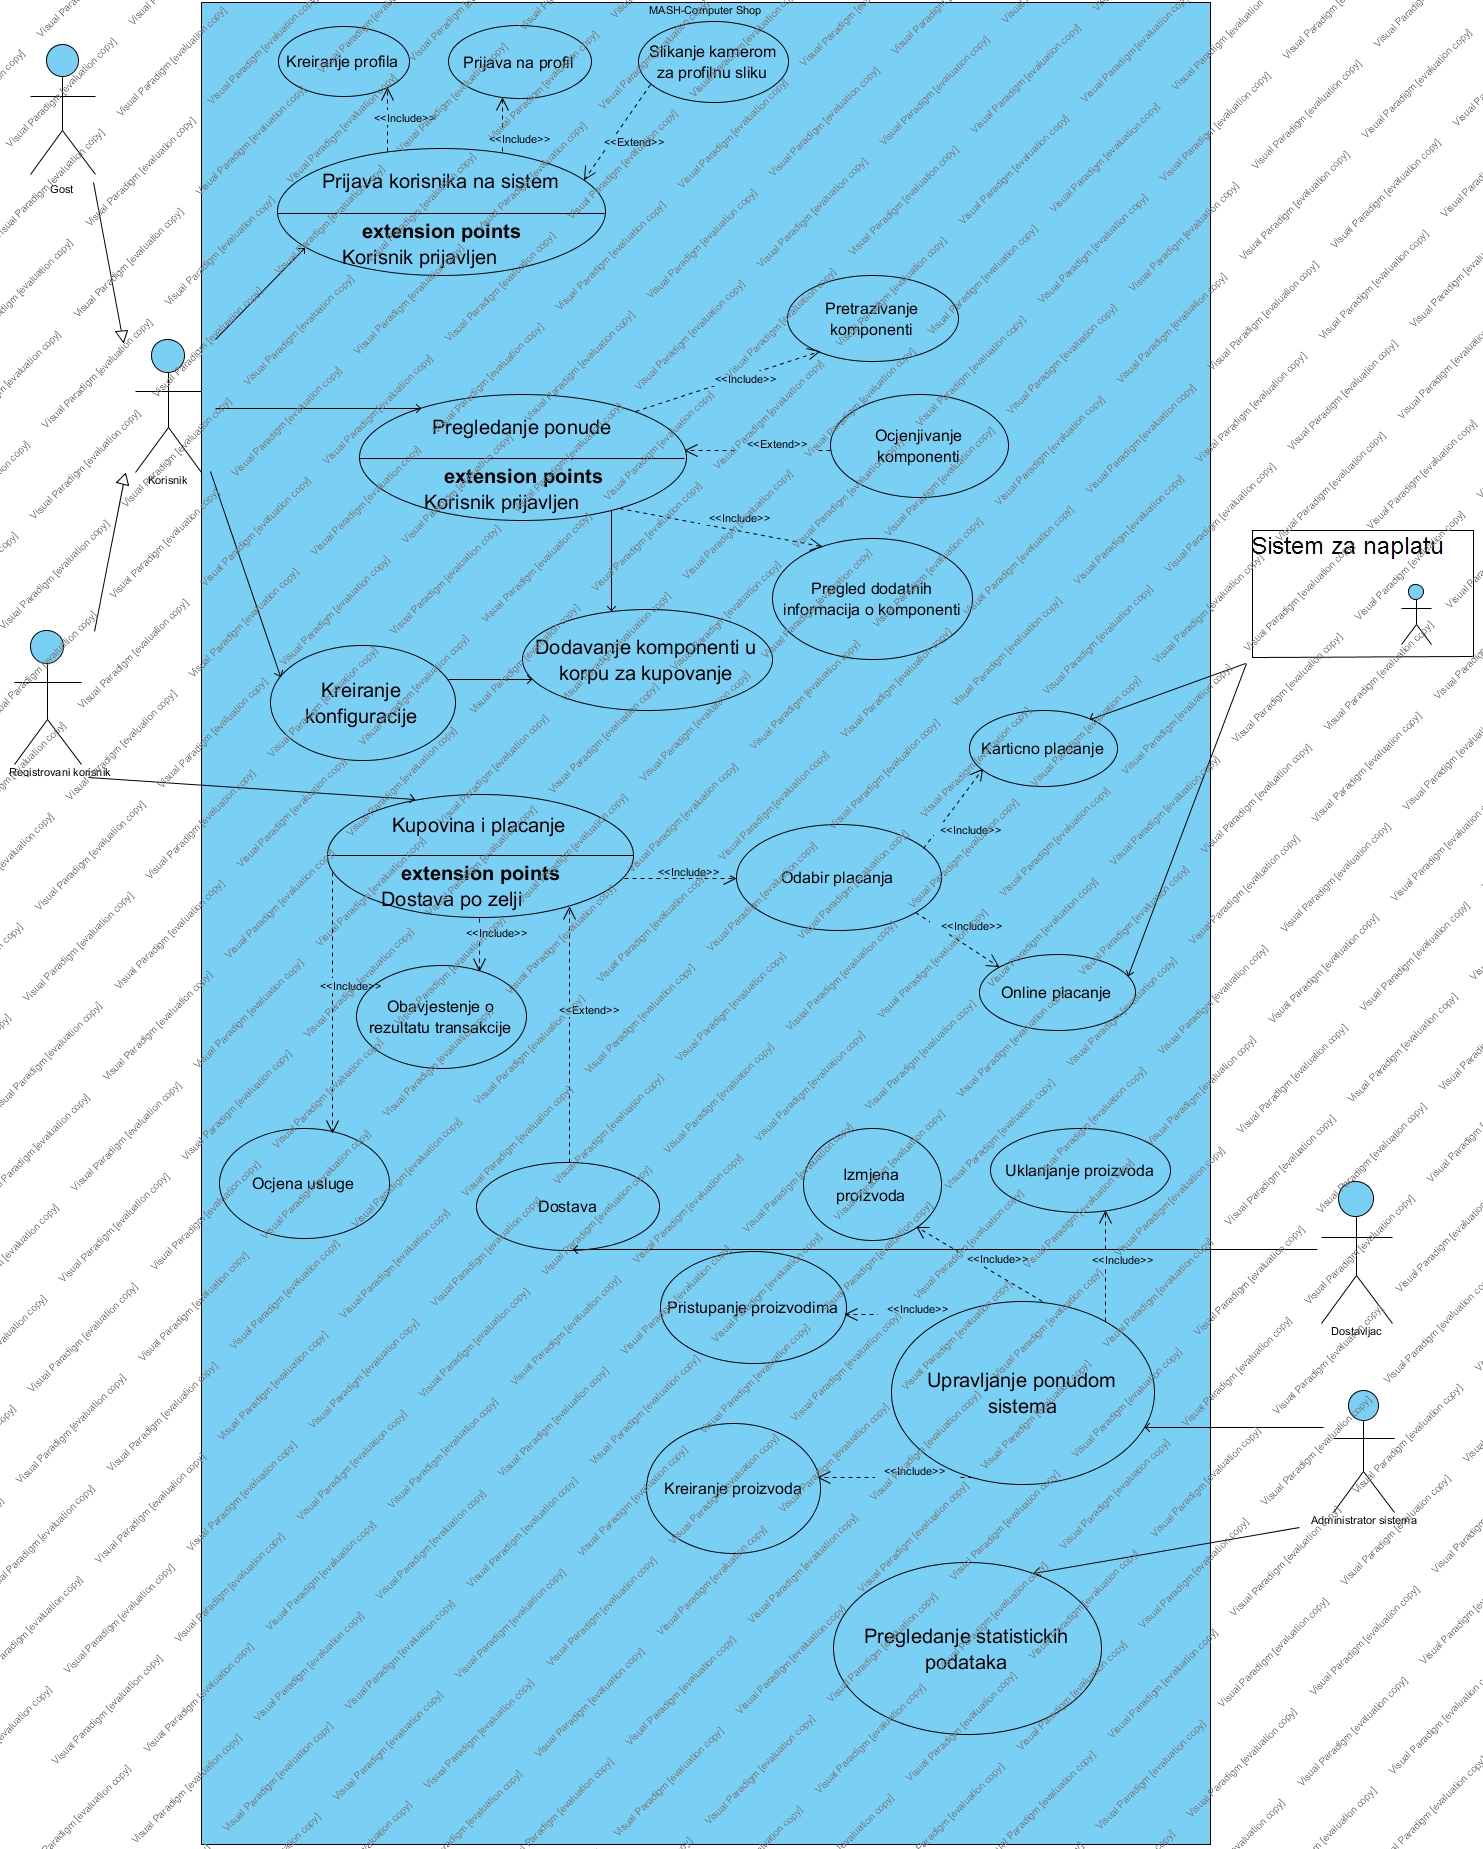 MASH-Computer Shop
Kreiranje profila
Prijava na profil
Slikanje kamerom
za profilnu sliku
<<Include>>
<<Include>>
<<Extend>>
Gost
Prijava korisnika na sistem
extension points
Korisnik prijavljen
Pretrazivanje
komponenti
<<Include>>
Korisnik
Pregledanje ponude
extension points
Korisnik prijavljen
<<Extend>>
Ocjenjivanje
komponenti
<<Include>>
Sistem za naplatu
Pregled dodatnih
informacija o komponenti
Dodavanje komponenti u
korpu za kupovanje
Kreiranje
konfiguracije
Registrovani korisnik
Karticno placanje
Kupovina i placanje
extension points
Dostava po zelji
<<Include>>
<<Include>>
Odabir placanja
<<Include>>
<<Include>>
Online placanje
<<Include>>
Obavjestenje o
rezultatu transakcije
<<Extend>>
Ocjena usluge
Dostava
Izmjena
proizvoda
Uklanjanje proizvoda
<<Include>>
<<Include>>
Pristupanje proizvodima
<<Include>>
Dostavljac
Upravljanje ponudom
sistema
<<Include>>
Kreiranje proizvoda
Administrator sistema
Pregledanje statistickih
podataka
Visual Paradigm [evaluation copy]